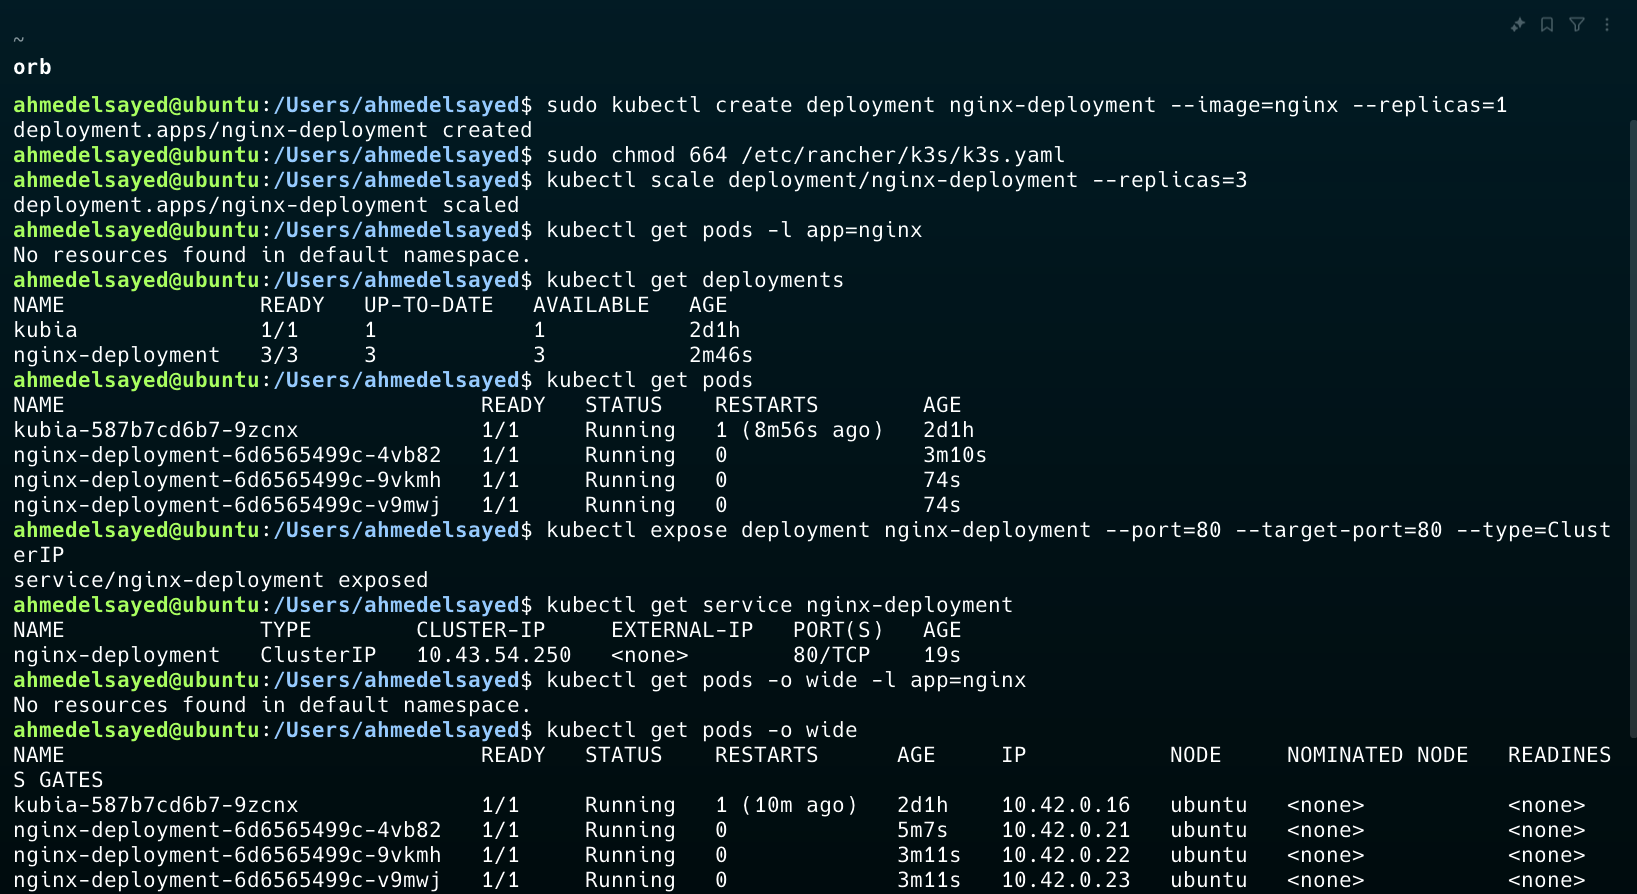 ~
orb
ahmedelsayed@ubuntu:/Users/ahmedelsayed$ sudo kubectl create deployment nginx-deployment --image=nginx --replicas=1
deployment.apps/nginx-deployment created
ahmedelsayed@ubuntu:/Users/ahmedelsayed$ sudo chmod 664 /etc/rancher/k3s/k3s.yaml
ahmedelsayed@ubuntu:/Users/ahmedelsayed$ kubectl scale deployment/nginx-deployment --replicas=3
deployment.apps/nginx-deployment scaled
ahmedelsayed@ubuntu:/Users/ahmedelsayed$ kubectl get pods -l app=nginx
No resources found in default namespace.
ahmedelsayed@ubuntu:/Users/ahmedelsayed$ kubectl get deployments
NAME               READY   UP-TO-DATE   AVAILABLE   AGE
kubia              1/1     1            1           2d1h
nginx-deployment   3/3     3            3           2m46s
ahmedelsayed@ubuntu:/Users/ahmedelsayed$ kubectl get pods
NAME                                READY   STATUS    RESTARTS        AGE
kubia-587b7cd6b7-9zcnx              1/1     Running   1 (8m56s ago)   2d1h
nginx-deployment-6d6565499c-4vb82   1/1     Running   0               3m10s
nginx-deployment-6d6565499c-9vkmh   1/1     Running   0               74s
nginx-deployment-6d6565499c-v9mwj   1/1     Running   0               74s
ahmedelsayed@ubuntu:/Users/ahmedelsayed$ kubectl expose deployment nginx-deployment --port=80 --target-port=80 --type=Clust
erIP
service/nginx-deployment exposed
ahmedelsayed@ubuntu:/Users/ahmedelsayed$ kubectl get service nginx-deployment
NAME               TYPE        CLUSTER-IP     EXTERNAL-IP   PORT(S)   AGE
nginx-deployment   ClusterIP   10.43.54.250   <none>        80/TCP    19s
ahmedelsayed@ubuntu:/Users/ahmedelsayed$ kubectl get pods -o wide -l app=nginx
No resources found in default namespace.
ahmedelsayed@ubuntu:/Users/ahmedelsayed$ kubectl get pods -o wide
NAME                                READY   STATUS    RESTARTS      AGE     IP           NODE     NOMINATED NODE   READINES
S GATES
kubia-587b7cd6b7-9zcnx              1/1     Running   1 (10m ago)   2d1h    10.42.0.16   ubuntu   <none>           <none>
nginx-deployment-6d6565499c-4vb82   1/1     Running   0             5m7s    10.42.0.21   ubuntu   <none>           <none>
nginx-deployment-6d6565499c-9vkmh   1/1     Running   0             3m11s   10.42.0.22   ubuntu   <none>           <none>
nginx-deployment-6d6565499c-v9mwj   1/1     Running   0             3m11s   10.42.0.23   ubuntu   <none>           <none>